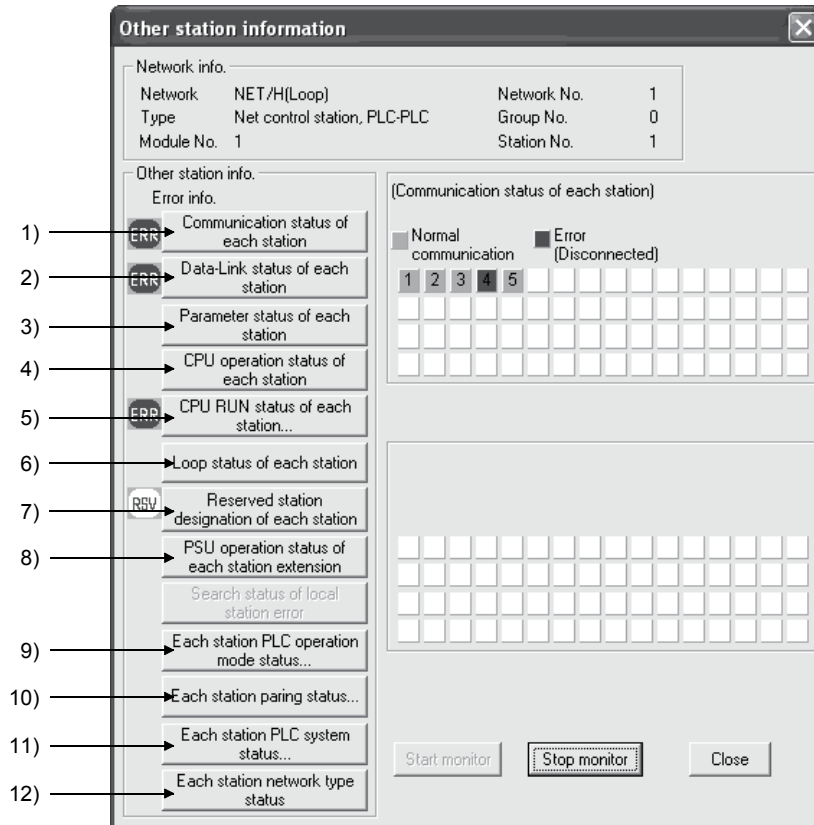 Other station information
Network info.
Network NET/H(Loop) Network No. 1
Type Net control station, PLC-PLC Group No. 0
Module No. 1 Station No. 1
Other station info.
Error info.
1) ERR Communication status of
each station
2) ERR Data-Link status of each
station
3) Parameter status of each
station
4) CPU operation status of
each station
5) ERR CPU RUN status of each
station...
6) Loop status of each station
7) RSV Reserved station
designation of each station
8) PSU operation status of
each station extension
Search status of local
station error
9) Each station PLC operation
mode status...
10) Each station paring status...
11) Each station PLC system
status...
12) Each station network type
status
(Communication status of each station)
Normal
communication
Error
(Disconnected)
1 2 3 4 5
Start monitor Stop monitor Close